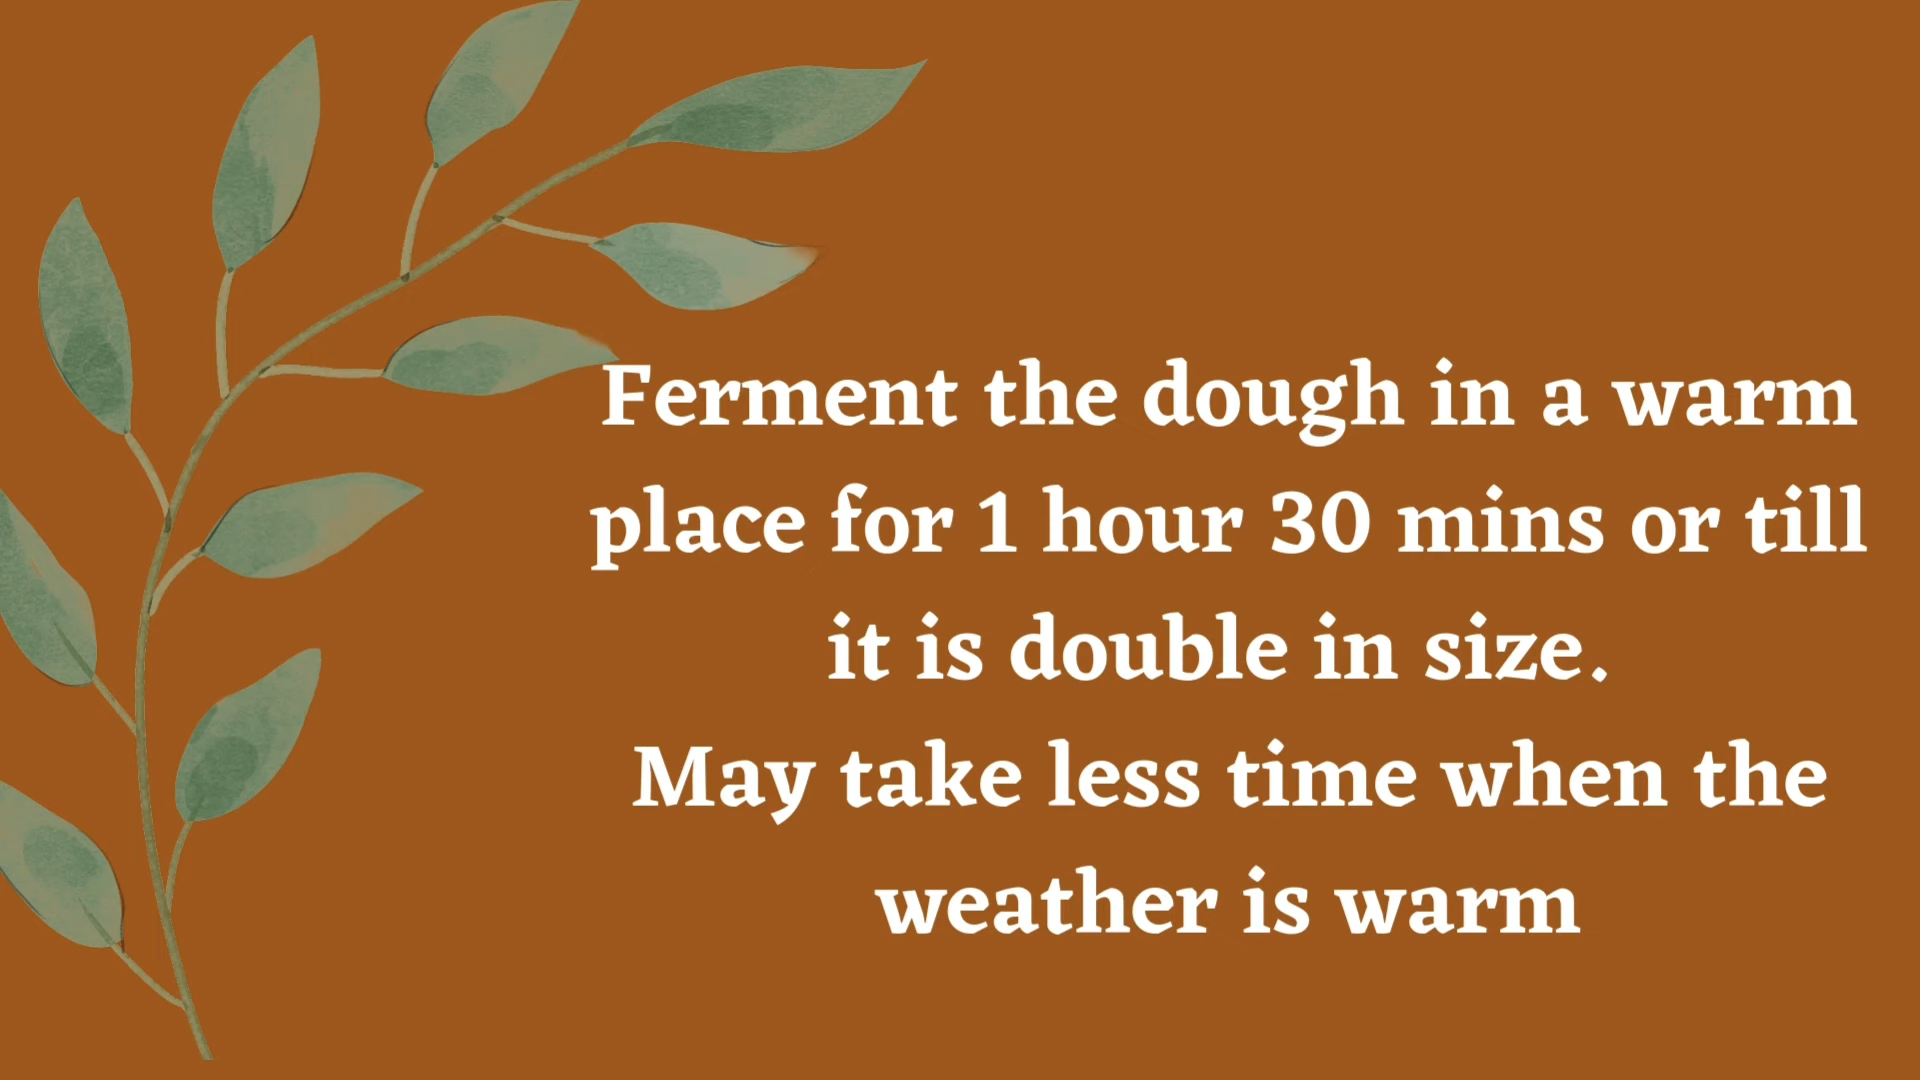 Ferment the dough in a warm
place for 1 hour 30 mins or till
it is double in size.
May take less time when the
weather is warm